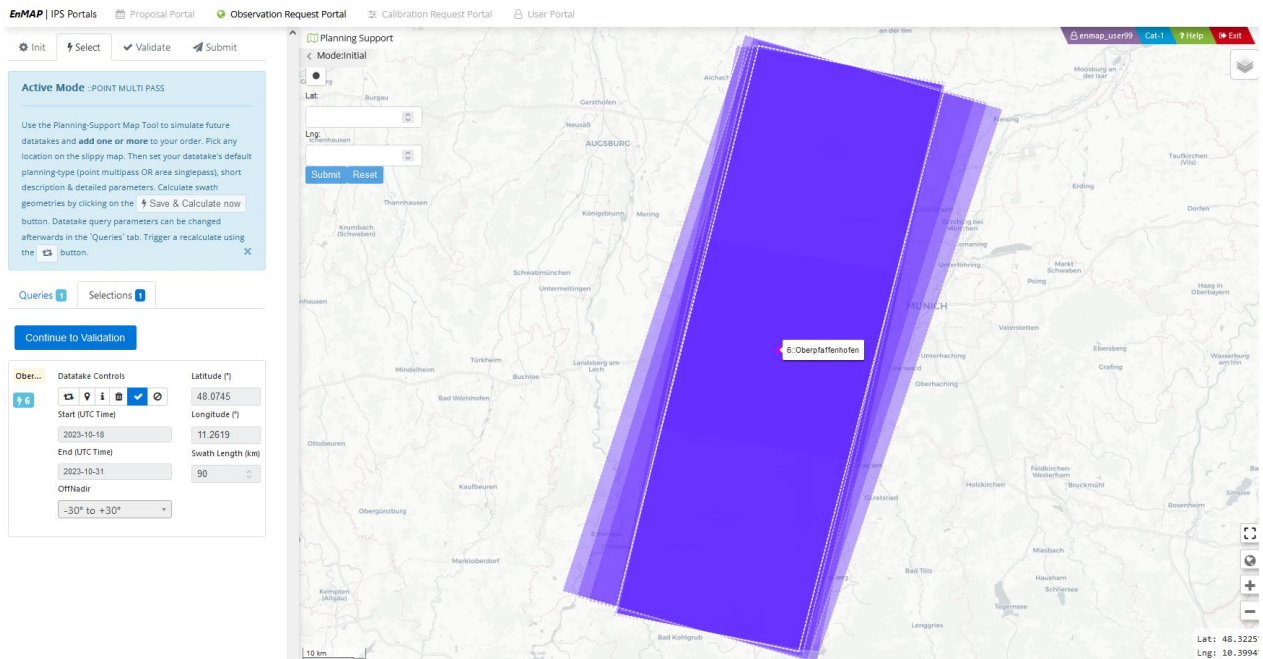 EnMAP | IPS Portals
Proposal Portal
Observation Request Portal
Calibration Request Portal
User Portal
Init
Select
Validate
Submit
Active Mode ::POINT MULTI PASS
Use the Planning-Support Map Tool to simulate future
datatakes and add one or more to your order. Pick any
location on the slippy map. Then set your datatake's default
planning-type (point multipass OR area singlepass), short
description & detailed parameters. Calculate swath
geometries by clicking on the Save & Calculate now
button. Datatake query parameters can be changed
afterwards in the 'Queries' tab. Trigger a recalculate using
the button.
Queries 1
Selections 1
Continue to Validation
Ober...
6
Datatake Controls
Latitude (°)
48.0745
Start (UTC Time)
Longitude (°)
2023-10-18
11.2619
End (UTC Time)
Swath Length (km)
2023-10-31
90
OffNadir
-30° to +30°
Planning Support
Mode:Initial
Lat:
Lng:
Submit
Reset
enmap_user99
Cat-1
? Help
Exit
an der Ilm
Moosburg an
der Isar
Aichach
Burgau
Gersthofen
Neusäß
AUGSBURG
Freising
Taufkirchen
(Vils)
Erding
Dorfen
Thannhausen
Krumbach
(Schwaben)
Königsbrunn
Mering
Schwabmünchen
Untermeitingen
Markt
Schwaben
Poing
Haag in
Oberbayern
MUNICH
Vaterstetten
6::Oberpfaffenhofen
Unterhaching
Ebersberg
Grafing
Wasserburg
am Inn
Türkheim
Mindelheim
Buchloe
Landsberg am
Lech
Oberhaching
Bad Wörishofen
Ottobeuren
Kaufbeuren
Holzkirchen
Feldkirchen-
Westerham
Bruckmühl
Rosenheim
Obergünzburg
Geretsried
Marktoberdorf
Miesbach
Bad Tölz
Hausham
Schliersee
Kempten
(Allgäu)
Tegernsee
Lenggries
Bad Kohlgrub
10 km
Lat: 48.3225°
Lng: 10.3994°